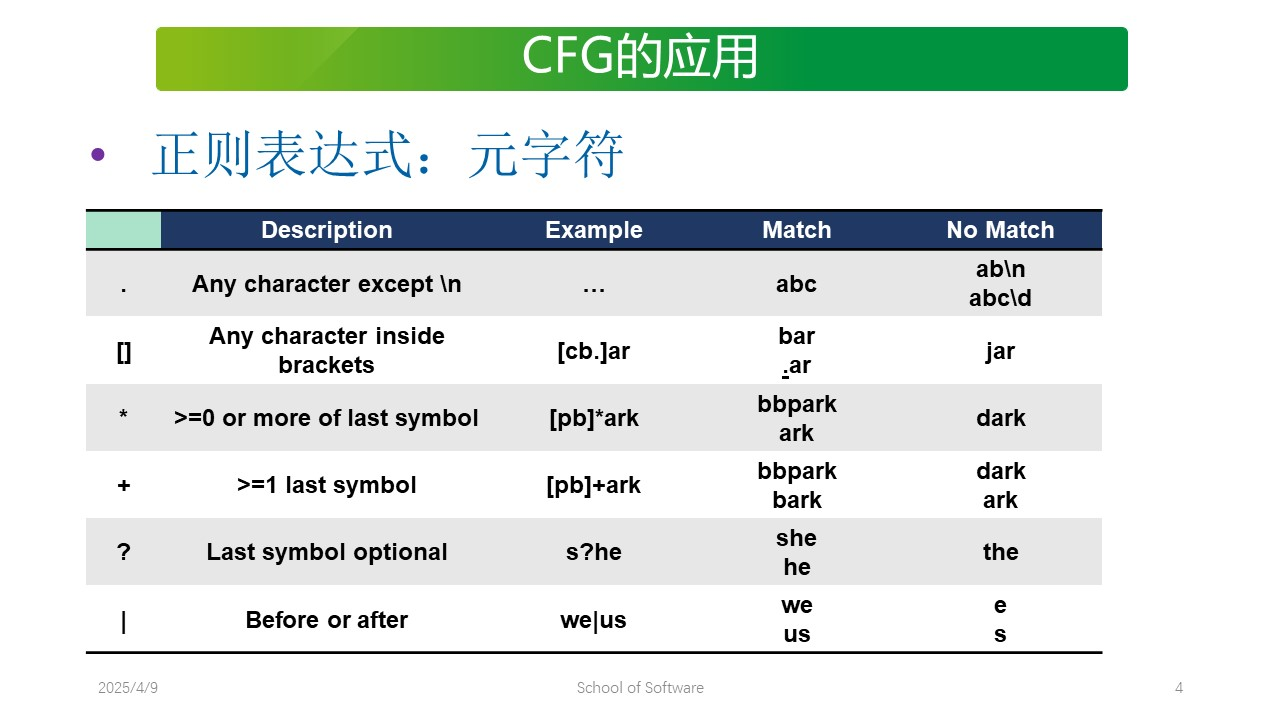 CFG的应用
• 正则表达式：元字符
Description Example Match No Match
. Any character except \n … abc ab\n abc\d
[] Any character inside brackets [cb.]ar bar .ar jar
* >=0 or more of last symbol [pb]*ark bbpark ark dark
+ >=1 last symbol [pb]+ark bbpark bark dark ark
? Last symbol optional s?he she he the
| Before or after we|us we us e s
2025/4/9 School of Software 4